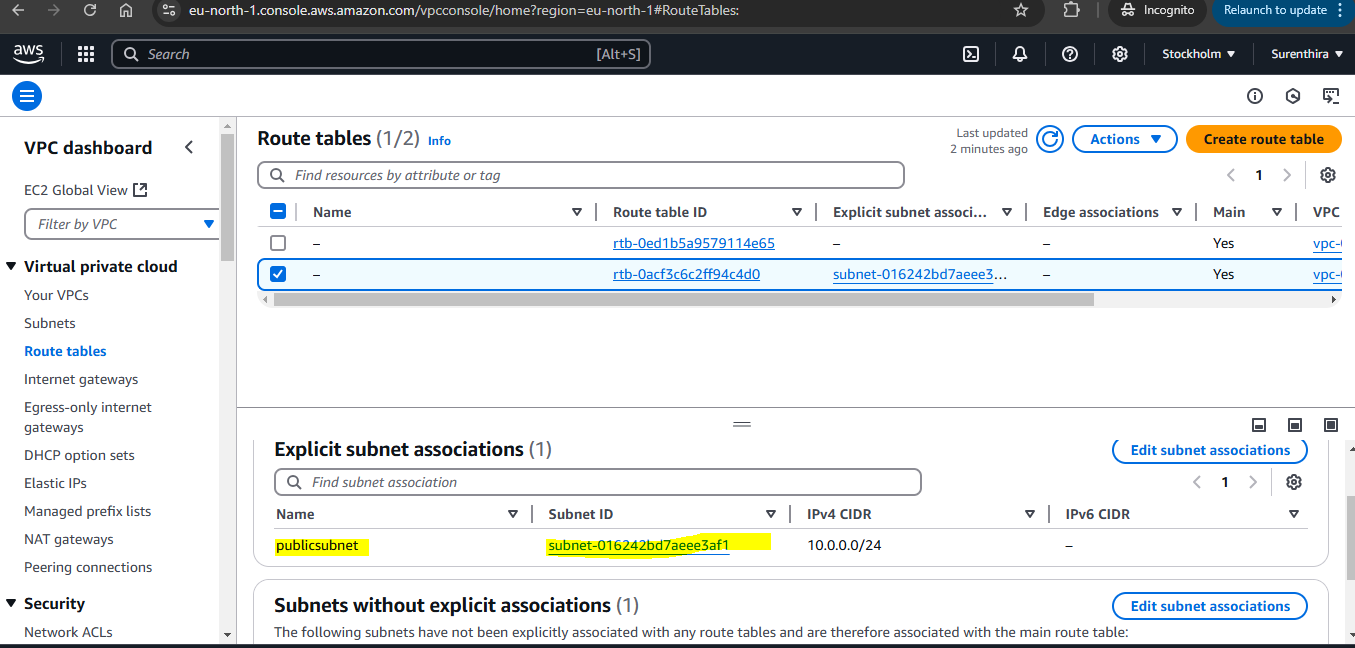 eu-north-1.console.aws.amazon.com/vpcconsole/home?region=eu-north-1#RouteTables:
Incognito
Relaunch to update
aws
Search
[Alt+S]
Stockholm
Surenthira
VPC dashboard
EC2 Global View
Filter by VPC
Virtual private cloud
Your VPCs
Subnets
Route tables
Internet gateways
Egress-only internet
gateways
DHCP option sets
Elastic IPs
Managed prefix lists
NAT gateways
Peering connections
Security
Network ACLs
Route tables (1/2) Info
Last updated
2 minutes ago
Actions
Create route table
Find resources by attribute or tag
1
Name Route table ID Explicit subnet associ... Edge associations Main VPC
– rtb-0ed1b5a9579114e65 – – Yes vpc-
– rtb-0acf3c6c2ff94c4d0 subnet-016242bd7aeee3... – Yes vpc-
Explicit subnet associations (1)
Edit subnet associations
Find subnet association
1
Name Subnet ID IPv4 CIDR IPv6 CIDR
publicsubnet subnet-016242bd7aeee3af1 10.0.0.0/24 –
Subnets without explicit associations (1)
Edit subnet associations
The following subnets have not been explicitly associated with any route tables and are therefore associated with the main route table: